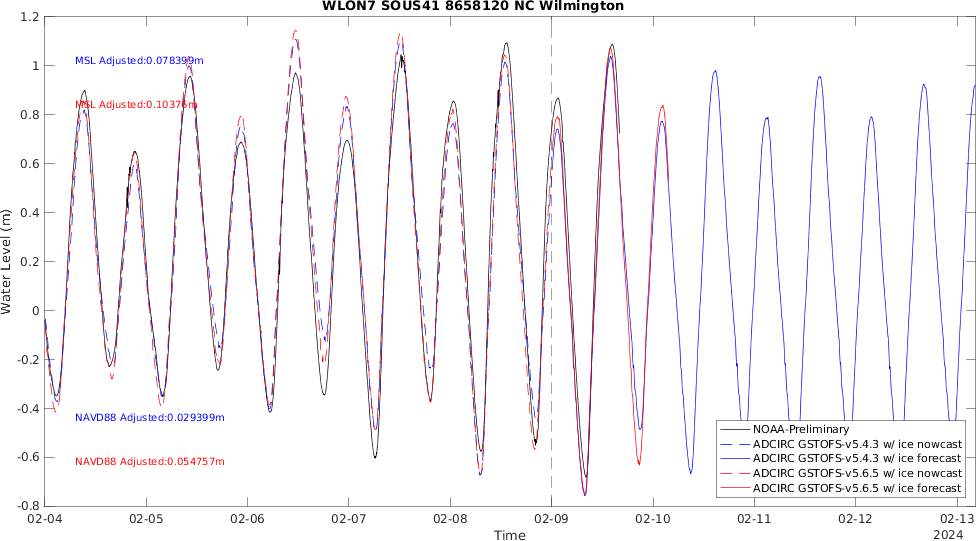 WLON7 SOUS41 8658120 NC Wilmington
1.2
1
0.8
0.6
0.4
0.2
0
-0.2
-0.4
-0.6
-0.8
Water Level (m)
MSL Adjusted:0.078399m
MSL Adjusted:0.10376m
NAVD88 Adjusted:0.029399m
NAVD88 Adjusted:0.054757m
NOAA-Preliminary
ADCIRC GSTOFS-v5.4.3 w/ ice nowcast
ADCIRC GSTOFS-v5.4.3 w/ ice forecast
ADCIRC GSTOFS-v5.6.5 w/ ice nowcast
ADCIRC GSTOFS-v5.6.5 w/ ice forecast
02-04 02-05 02-06 02-07 02-08 02-09 02-10 02-11 02-12 02-13
Time
2024